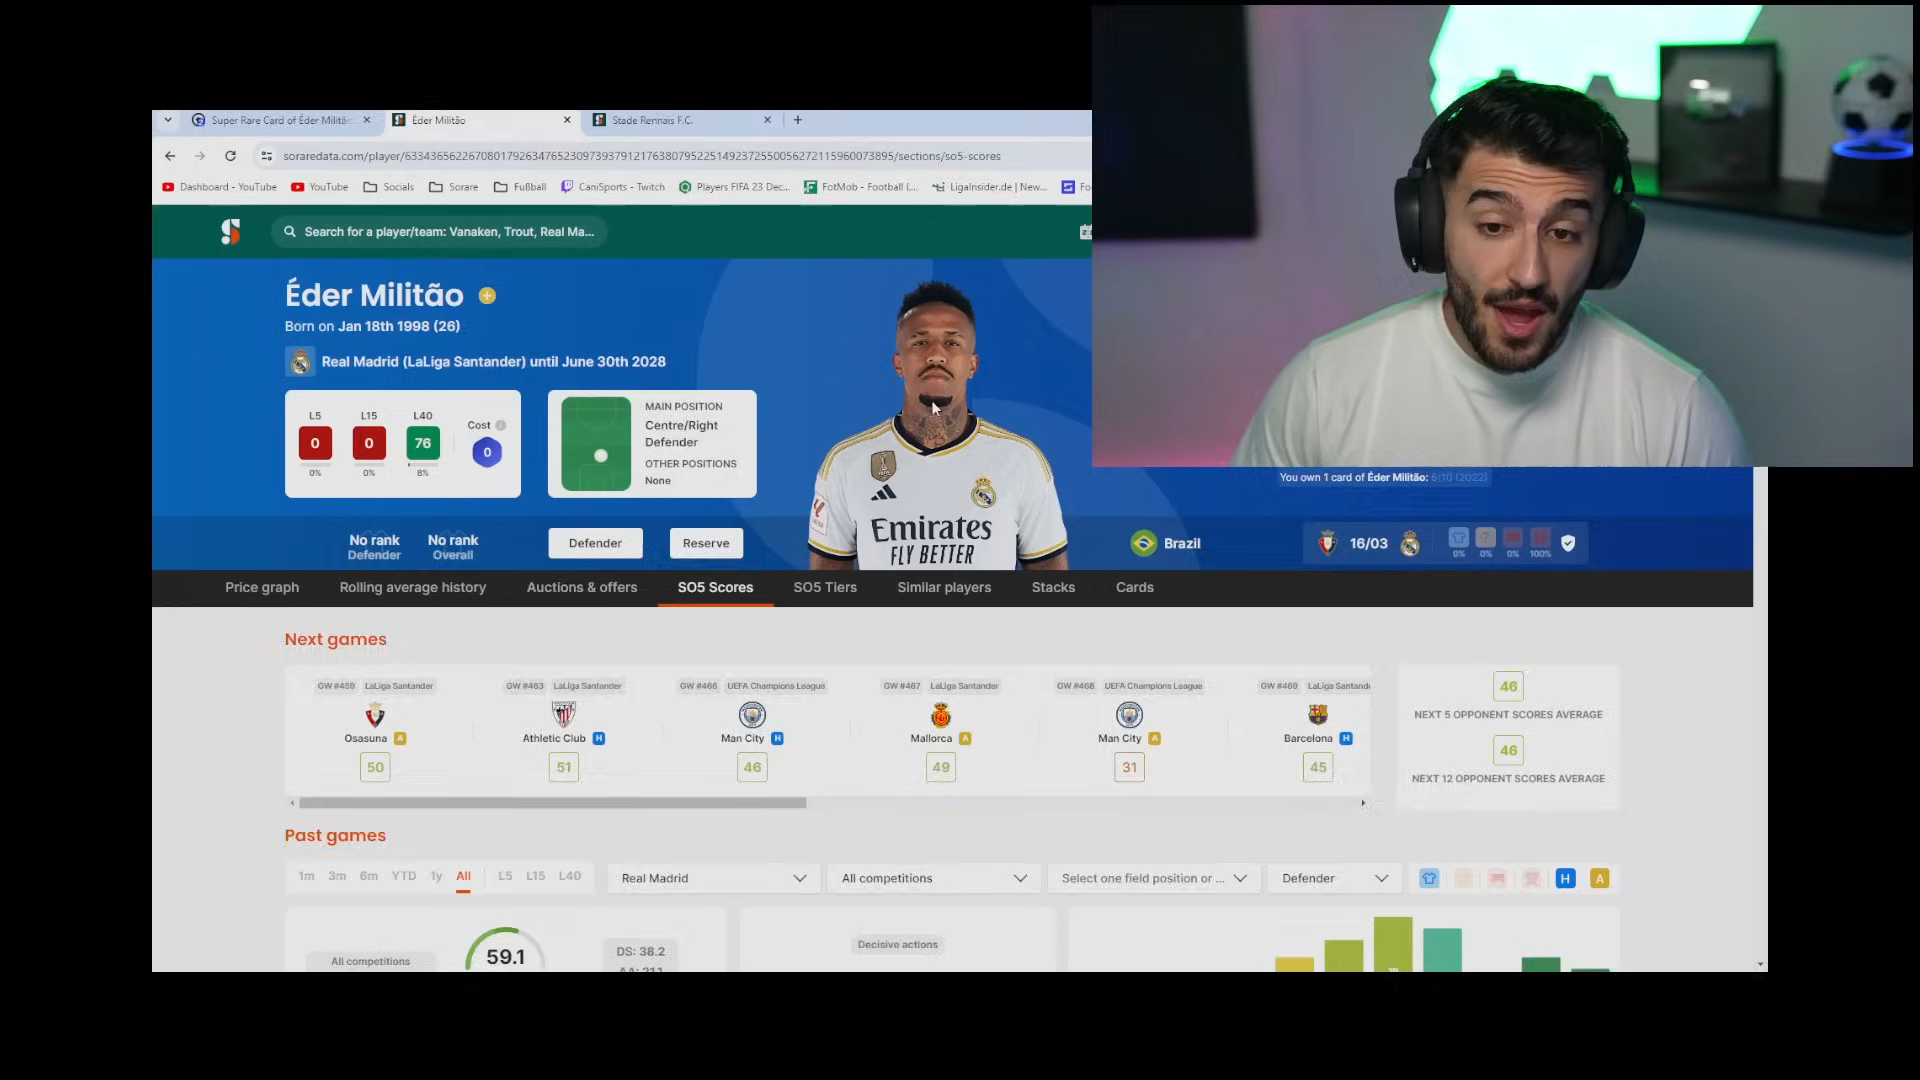 Super Rare Card of Éder Militão
Éder Militão
Stade Rennais F.C.
soraredata.com/player/63343656226708017926347652309739379121763807952251492372550056272115960073895/sections/so5-scores
Dashboard - YouTube
YouTube
Socials
Sorare
Fußball
CaniSports - Twitch
Players FIFA 23 Dec...
FotMob - Football L...
LigaInsider.de | New...
Fo
Search for a player/team: Vanaken, Trout, Real Ma...
Éder Militão
Born on Jan 18th 1998 (26)
Real Madrid (LaLiga Santander) until June 30th 2028
L5
L15
L40
Cost
0
0
76
0
0%
0%
8%
MAIN POSITION
Centre/Right
Defender
OTHER POSITIONS
None
Emirates
FLY BETTER
You own 1 card of Éder Militão: 5/10 (2022)
No rank
Defender
No rank
Overall
Defender
Reserve
Brazil
16/03
0%
0%
0%
100%
Price graph
Rolling average history
Auctions & offers
SO5 Scores
SO5 Tiers
Similar players
Stacks
Cards
Next games
GW #459 LaLiga Santander
GW #463 LaLiga Santander
GW #466 UEFA Champions League
GW #467 LaLiga Santander
GW #468 UEFA Champions League
GW #469 LaLiga Santand
Osasuna A
Athletic Club H
Man City H
Mallorca A
Man City A
Barcelona H
50
51
46
49
31
45
46
NEXT 5 OPPONENT SCORES AVERAGE
46
NEXT 12 OPPONENT SCORES AVERAGE
Past games
1m 3m 6m YTD 1y All L5 L15 L40
Real Madrid
All competitions
Select one field position or ...
Defender
H
A
All competitions
59.1
DS: 38.2
AA: 21.1
Decisive actions